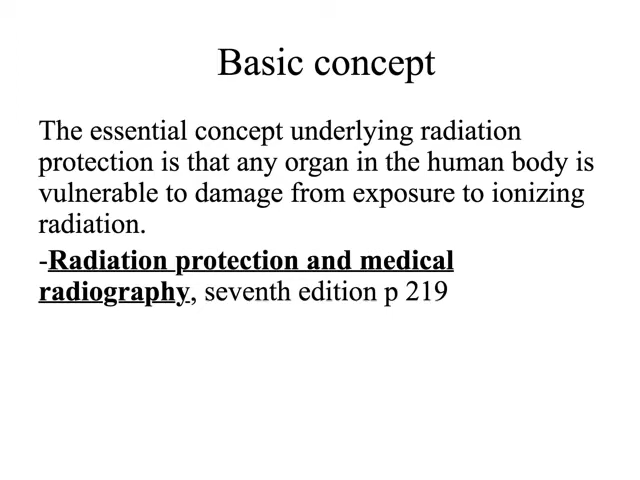 Basic concept
The essential concept underlying radiation
protection is that any organ in the human body is
vulnerable to damage from exposure to ionizing
radiation.
-Radiation protection and medical
radiography, seventh edition p 219